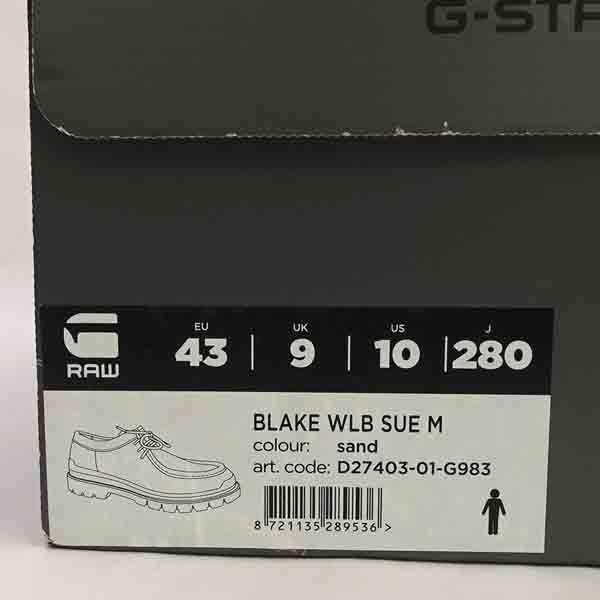 G-STA
EU UK US J
43 | 9 | 10 | 280
RAW
BLAKE WLB SUE M
colour: sand
art. code: D27403-01-G983
8 721135 289536 >